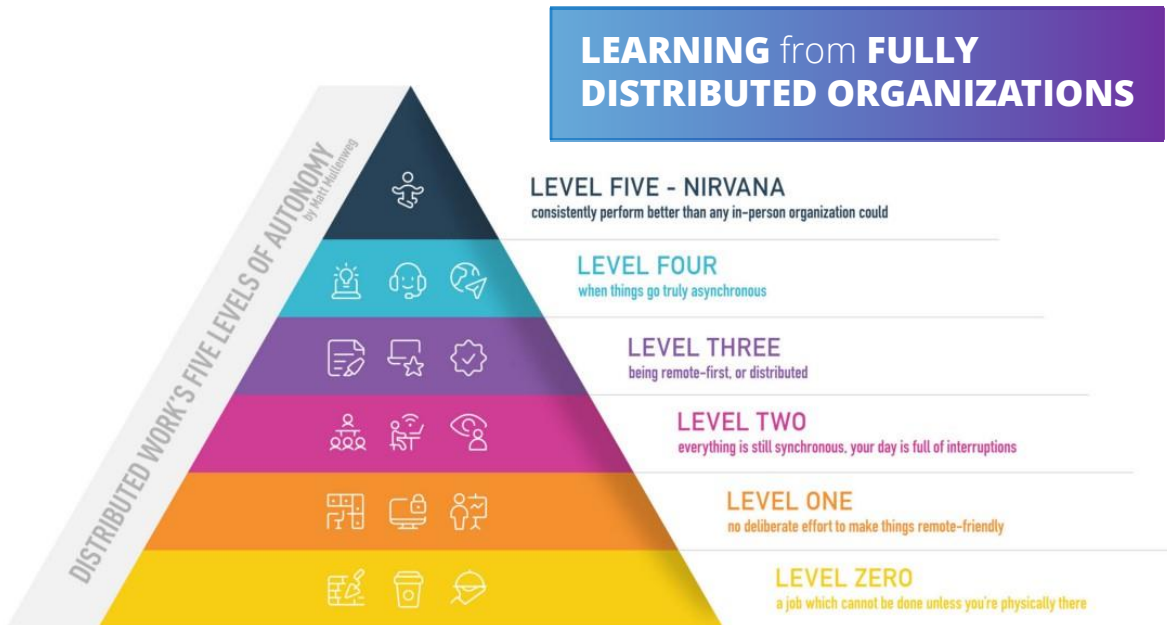 LEARNING from FULLY
DISTRIBUTED ORGANIZATIONS
DISTRIBUTED WORK'S FIVE LEVELS OF AUTONOMY
by Matt Mullenweg
LEVEL FIVE - NIRVANA
consistently perform better than any in-person organization could
LEVEL FOUR
when things go truly asynchronous
LEVEL THREE
being remote-first, or distributed
LEVEL TWO
everything is still synchronous, your day is full of interruptions
LEVEL ONE
no deliberate effort to make things remote-friendly
LEVEL ZERO
a job which cannot be done unless you're physically there